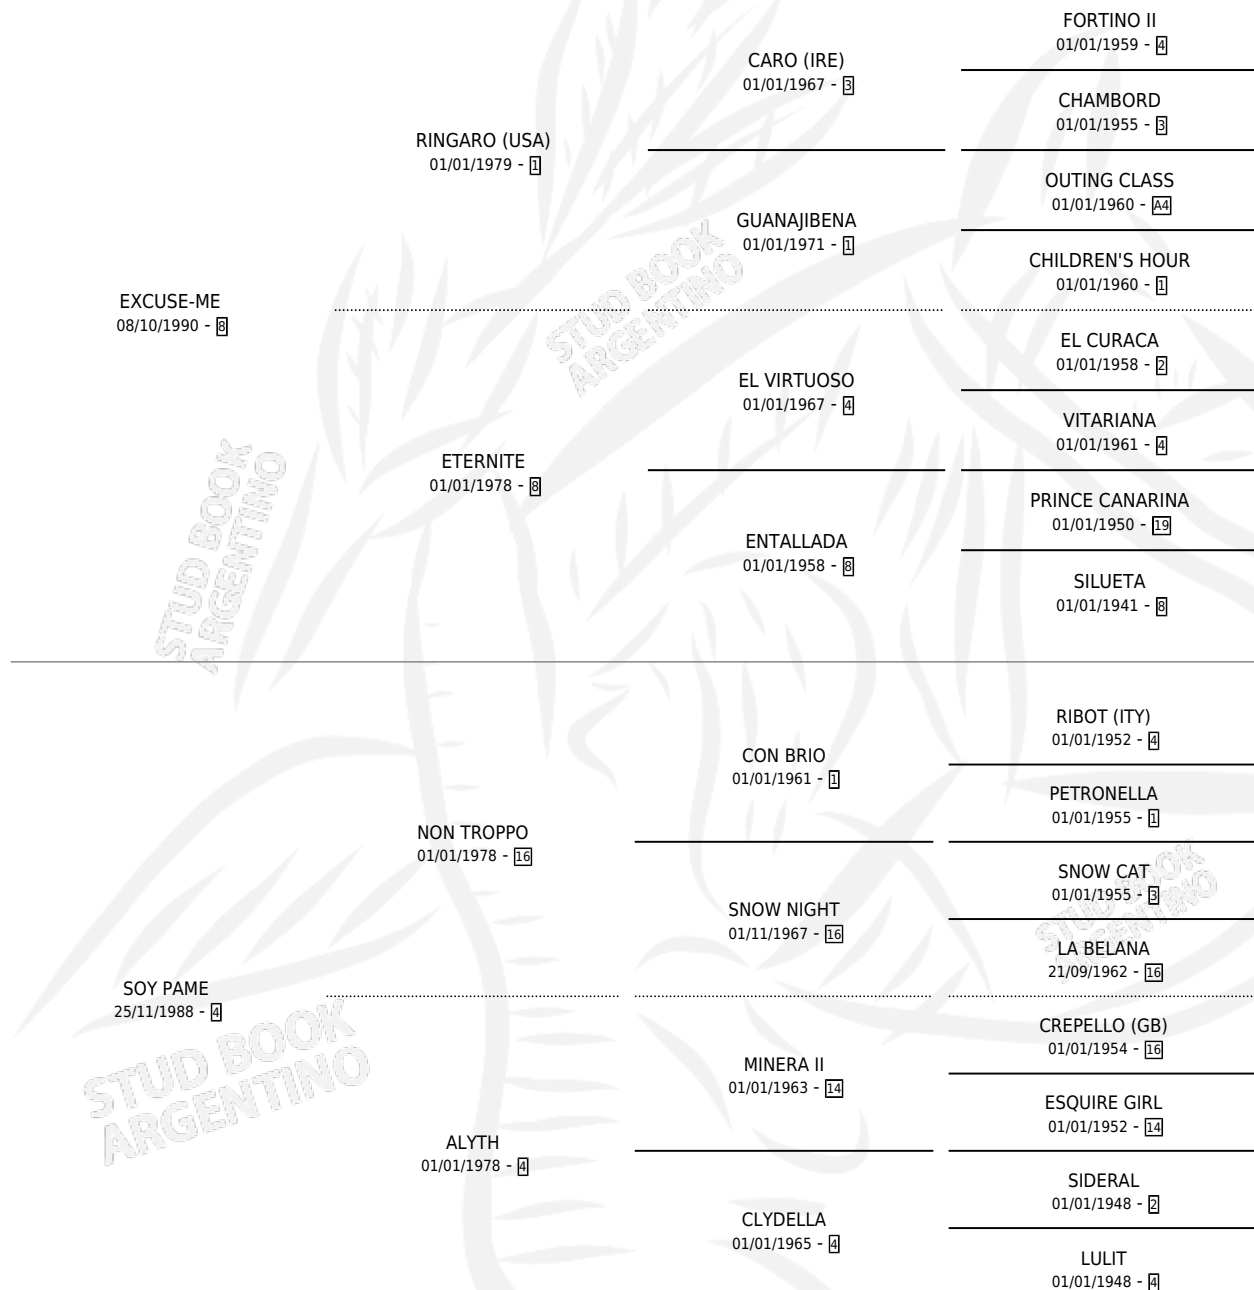 FORTINO II
01/01/1959 - 4
CARO (IRE)
01/01/1967 - 3
CHAMBORD
01/01/1955 - 3
RINGARO (USA)
01/01/1979 - 1
OUTING CLASS
01/01/1960 - A4
GUANAJIBENA
01/01/1971 - 1
CHILDREN'S HOUR
01/01/1960 - 1
EXCUSE-ME
08/10/1990 - 8
EL CURACA
01/01/1958 - 2
EL VIRTUOSO
01/01/1967 - 4
VITARIANA
01/01/1961 - 4
ETERNITE
01/01/1978 - 8
PRINCE CANARINA
01/01/1950 - 19
ENTALLADA
01/01/1958 - 8
SILUETA
01/01/1941 - 8
RIBOT (ITY)
01/01/1952 - 4
CON BRIO
01/01/1961 - 1
PETRONELLA
01/01/1955 - 1
NON TROPPO
01/01/1978 - 16
SNOW CAT
01/01/1955 - 3
SNOW NIGHT
01/11/1967 - 16
LA BELANA
21/09/1962 - 16
SOY PAME
25/11/1988 - 4
CREPELLO (GB)
01/01/1954 - 16
MINERA II
01/01/1963 - 14
ESQUIRE GIRL
01/01/1952 - 14
ALYTH
01/01/1978 - 4
SIDERAL
01/01/1948 - 2
CLYDELLA
01/01/1965 - 4
LULIT
01/01/1948 - 4
STUD BOOK
ARGENTINO
STUD BOOK
ARGENTINO
STUD BOOK
ARGENTINO
STUD BOOK
ARGENTINO